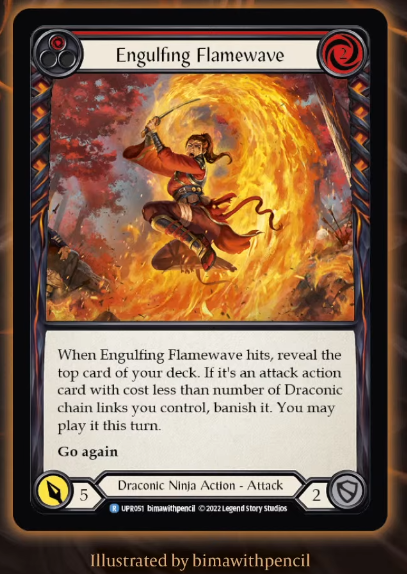 Engulfing Flamewave
2
When Engulfing Flamewave hits, reveal the
top card of your deck. If it's an attack action
card with cost less than number of Draconic
chain links you control, banish it. You may
play it this turn.
Go again
5
Draconic Ninja Action - Attack
2
R UPR051 bimawithpencil ©2022 Legend Story Studios
Illustrated by bimawithpencil